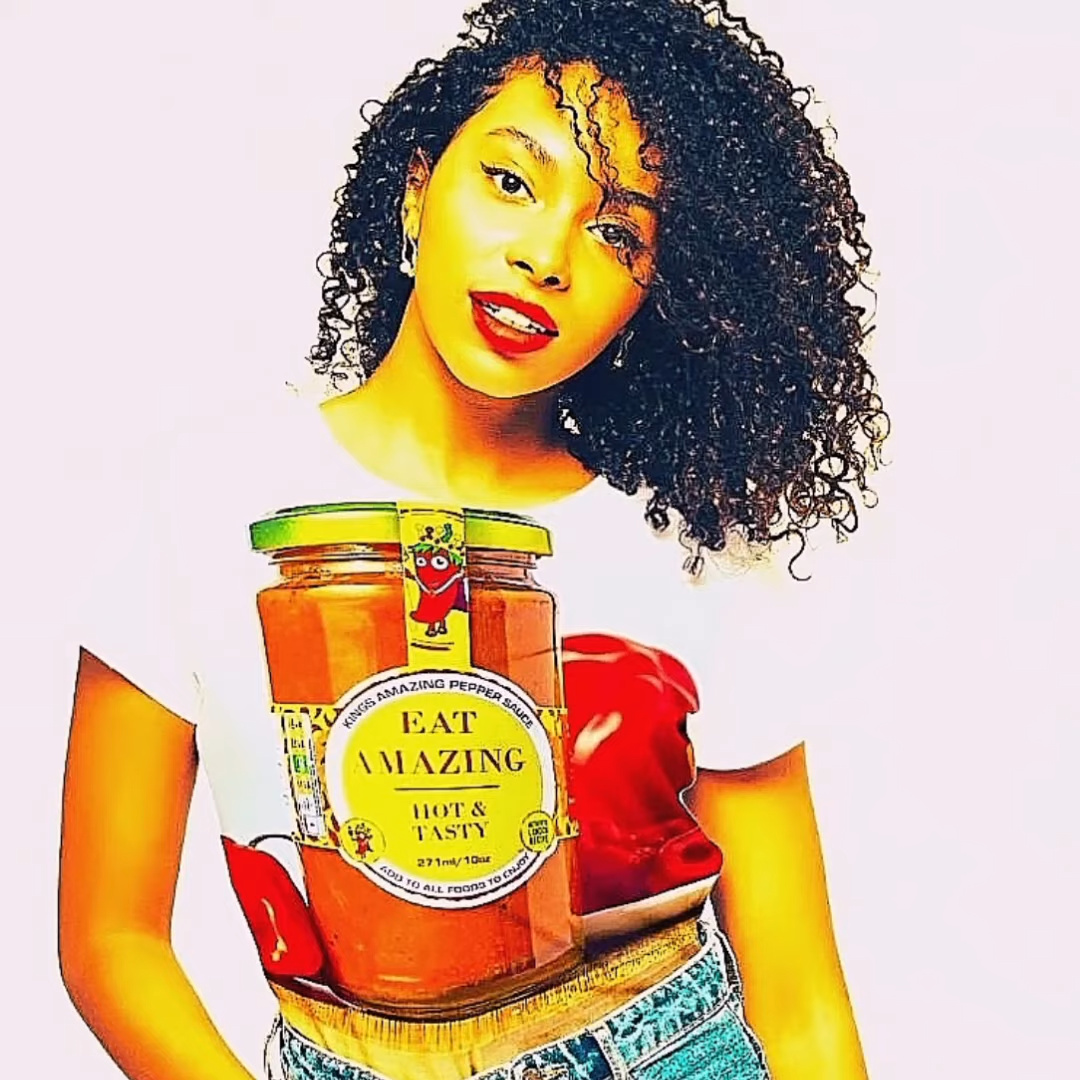 KINGS AMAZING PEPPER SAUCE
EAT
AMAZING
HOT &
TASTY
271ml/10oz
ADD TO ALL FOODS TO ENJOY